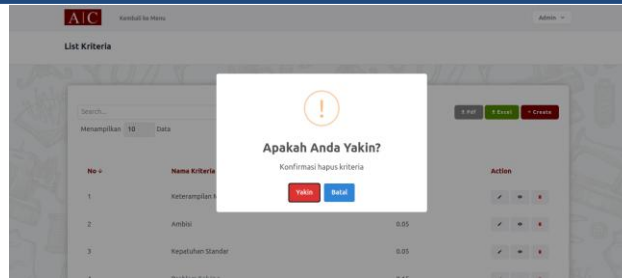 A|C Kembali ke Menu Admin
List Kriteria
Search...
Pdf Excel + Create
Menampilkan 10 Data
Apakah Anda Yakin?
Konfirmasi hapus kriteria
Yakin Batal
No Nama Kriteria Action
1 Keterampilan
2 Ambisi 0.05
3 Kepatuhan Standar 0.05